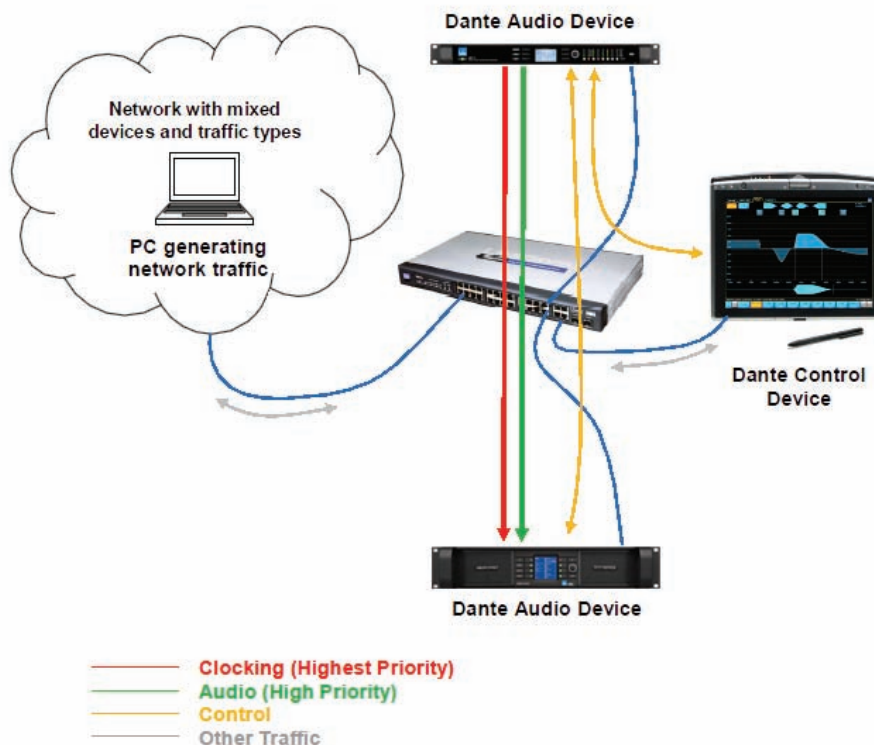 Dante Audio Device
Network with mixed
devices and traffic types
PC generating
network traffic
Dante Control
Device
Dante Audio Device
Clocking (Highest Priority)
Audio (High Priority)
Control
Other Traffic